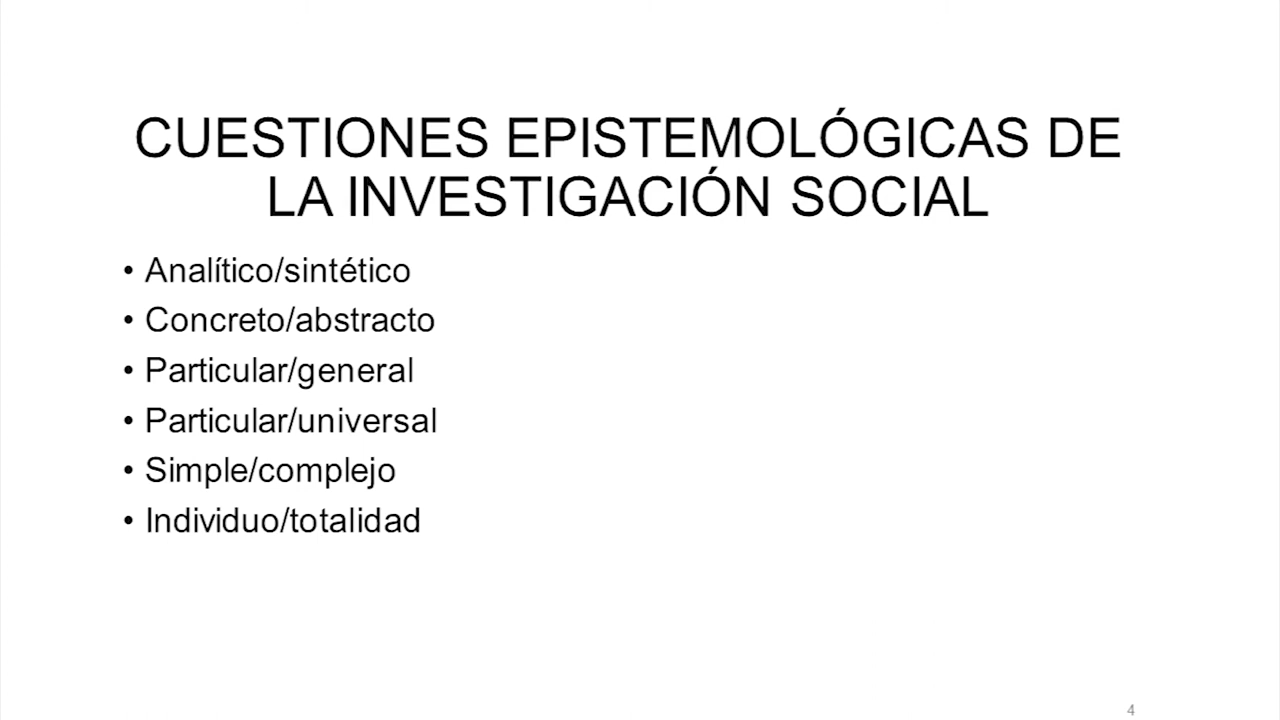 CUESTIONES EPISTEMOLÓGICAS DE
LA INVESTIGACIÓN SOCIAL
• Analítico/sintético
• Concreto/abstracto
• Particular/general
• Particular/universal
• Simple/complejo
• Individuo/totalidad
4